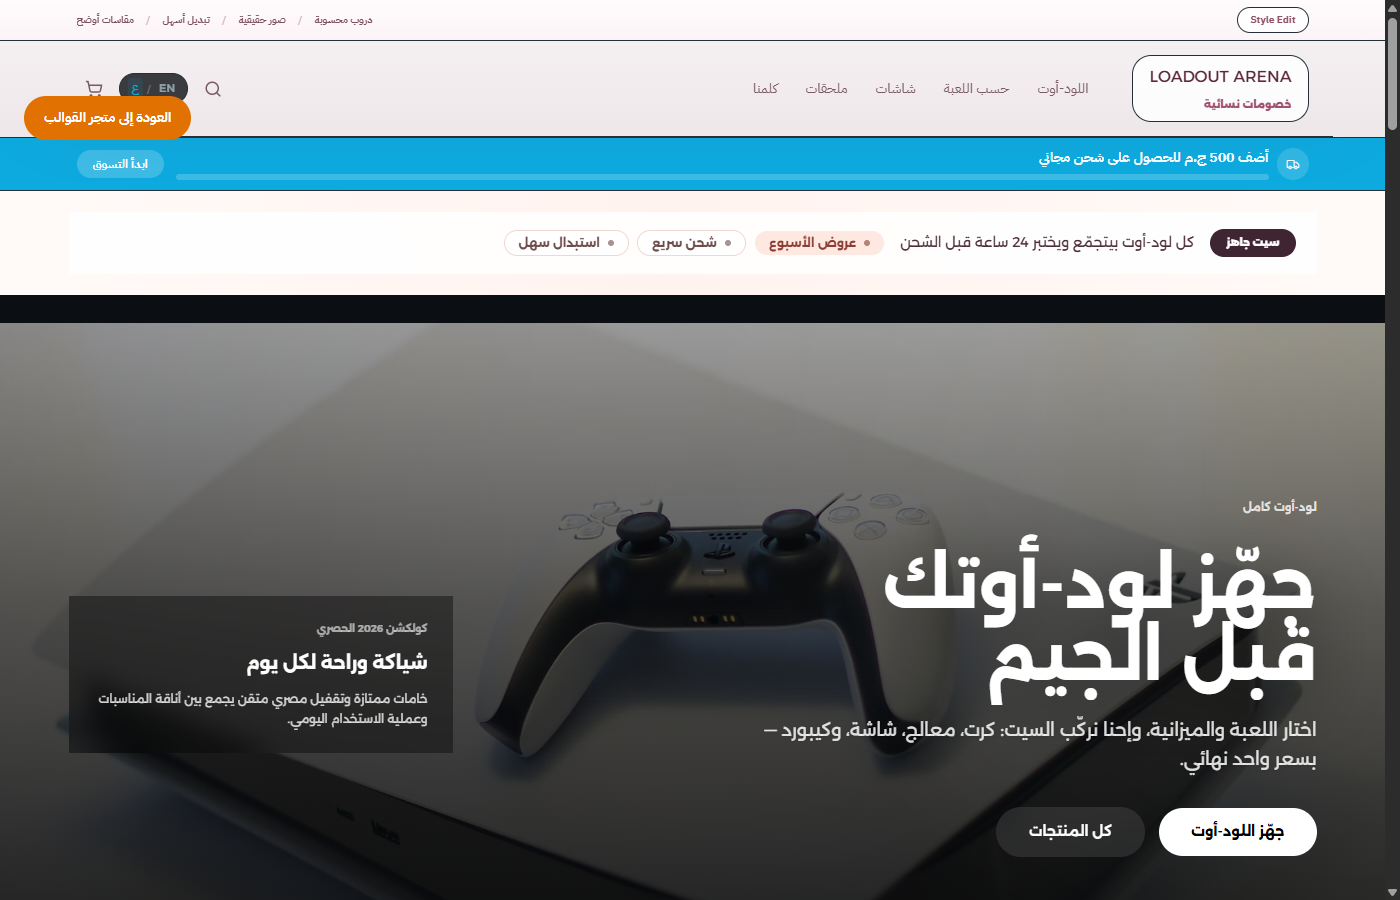 Style Edit
دروب محسوبة / صور حقيقية / تبديل أسهل / مقاسات أوضح
LOADOUT ARENA
خصومات نسائية
اللود-أوت
حسب اللعبة
شاشات
ملحقات
كلمنا
EN / ع
العودة إلى متجر القوالب
أضف 500 ج.م للحصول على شحن مجاني
ابدأ التسوق
سيت جاهز
كل لود-أوت بيتجمّع ويختبر 24 ساعة قبل الشحن
عروض الأسبوع
شحن سريع
استبدال سهل
لود-أوت كامل
جهّز لود-أوتك
قبل الجيم
اختار اللعبة والميزانية، وإحنا نركّب السيت: كرت، معالج، شاشة، وكيبورد —
بسعر واحد نهائي.
جهّز اللود-أوت
كل المنتجات
كولكشن 2026 الحصري
شياكة وراحة لكل يوم
خامات ممتازة وتقفيل مصري متقن يجمع بين أناقة المناسبات
وعملية الاستخدام اليومي.